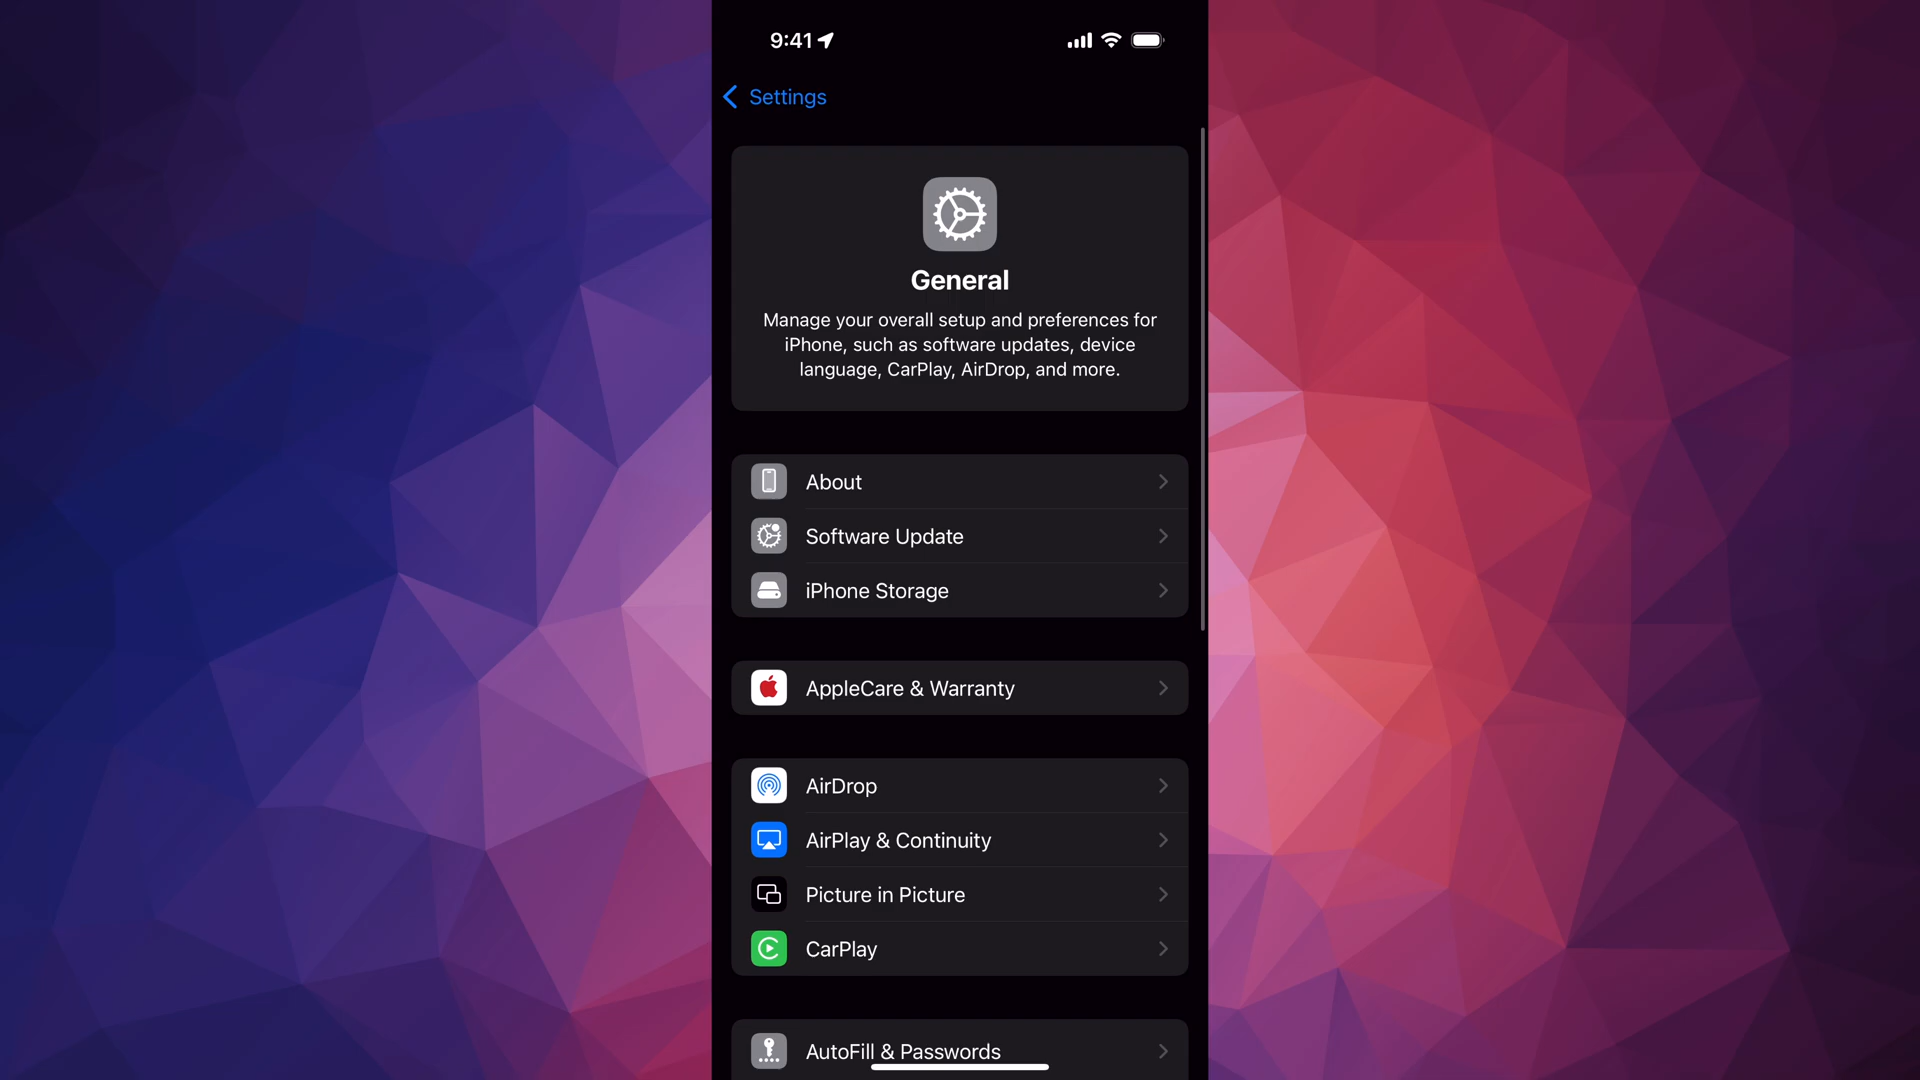 9:41
Settings
General
Manage your overall setup and preferences for
iPhone, such as software updates, device
language, CarPlay, AirDrop, and more.
About
Software Update
iPhone Storage
AppleCare & Warranty
AirDrop
AirPlay & Continuity
Picture in Picture
CarPlay
AutoFill & Passwords